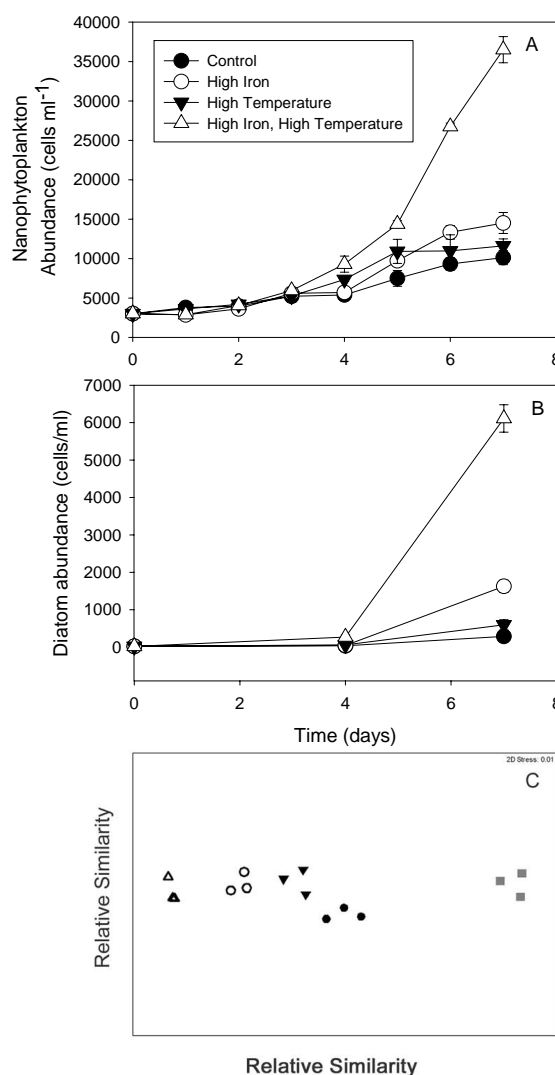 40000
35000
30000
25000
20000
15000
10000
5000
0
Nanophytoplankton
Abundance (cells ml-1)
A
Control
High Iron
High Temperature
High Iron, High Temperature
0 2 4 6 8
7000
6000
5000
4000
3000
2000
1000
0
Diatom abundance (cells/ml)
B
0 2 4 6 8
Time (days)
2D Stress: 0.01
C
Relative Similarity
Relative Similarity